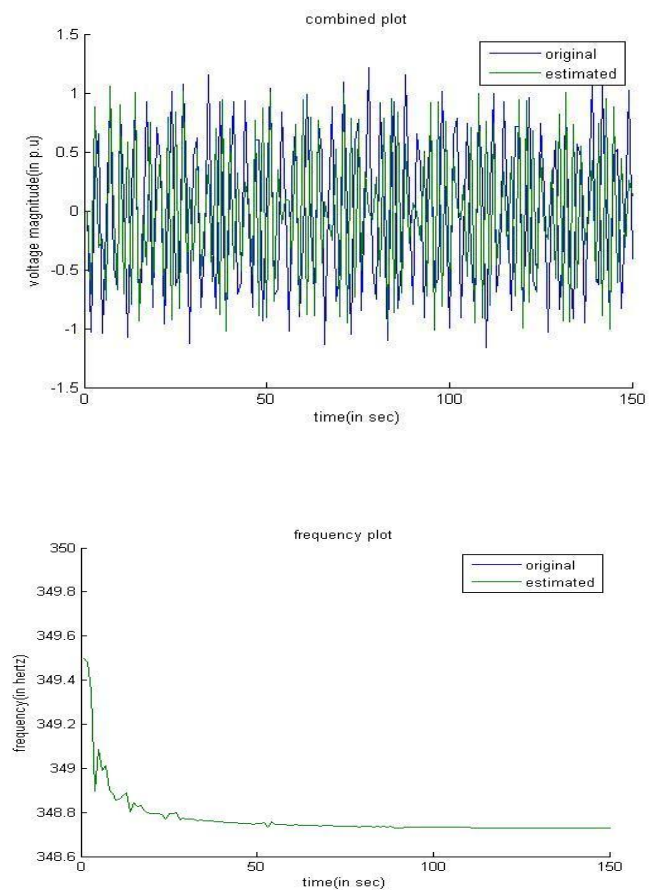 combined plot
1.5
original
estimated
1
0.5
0
-0.5
-1
-1.5
voltage magnitude(in p.u)
0
50
100
150
time(in sec)
frequency plot
350
original
estimated
349.8
349.6
349.4
349.2
349
348.8
348.6
frequency(in hertz)
0
50
100
150
time(in sec)